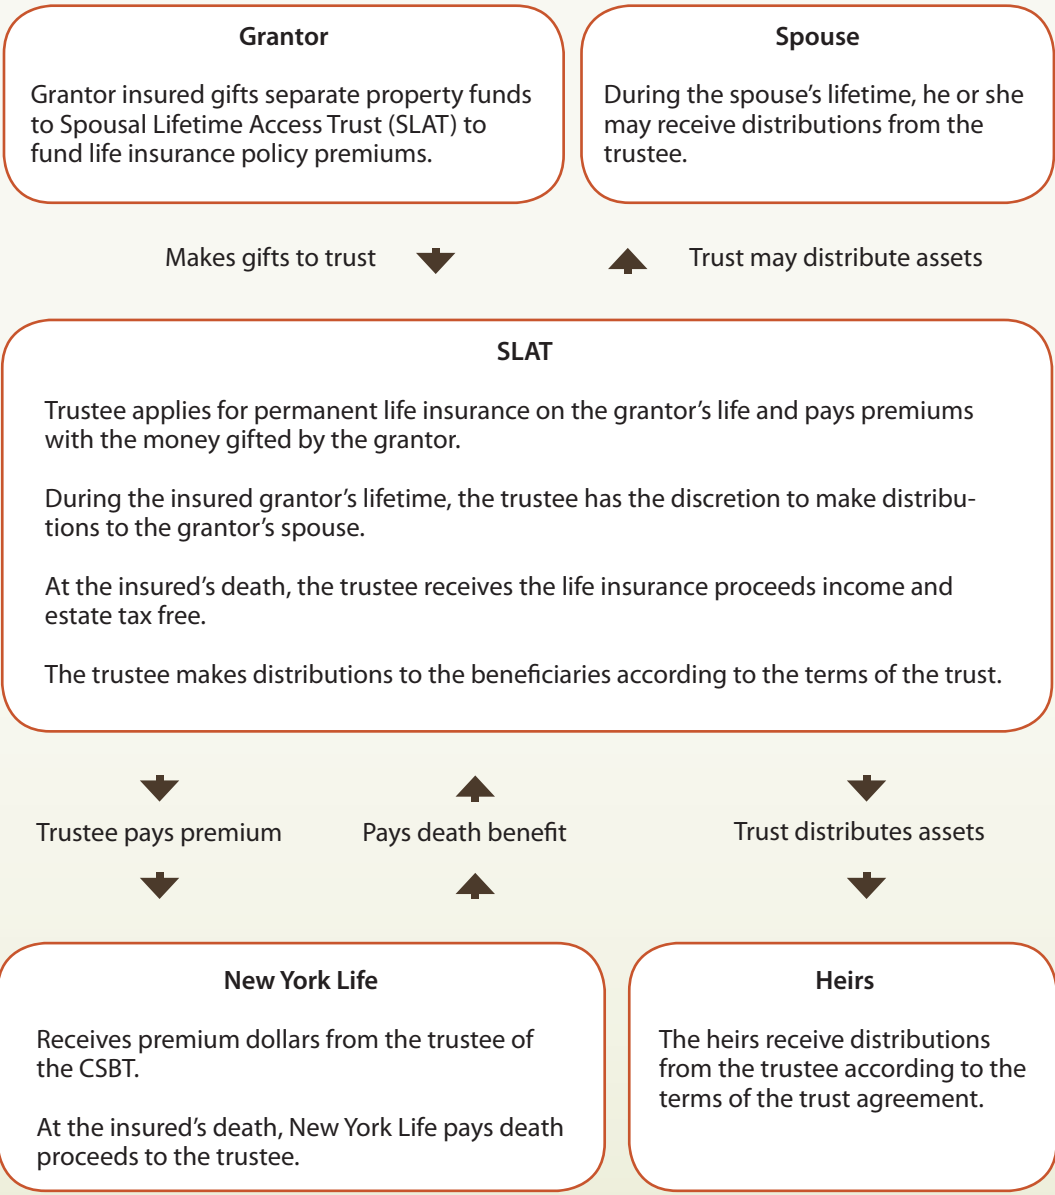 Grantor
Grantor insured gifts separate property funds
to Spousal Lifetime Access Trust (SLAT) to
fund life insurance policy premiums.
Spouse
During the spouse's lifetime, he or she
may receive distributions from the
trustee.
Makes gifts to trust
Trust may distribute assets
SLAT
Trustee applies for permanent life insurance on the grantor's life and pays premiums
with the money gifted by the grantor.
During the insured grantor's lifetime, the trustee has the discretion to make distribu-
tions to the grantor's spouse.
At the insured's death, the trustee receives the life insurance proceeds income and
estate tax free.
The trustee makes distributions to the beneficiaries according to the terms of the trust.
Trustee pays premium
Pays death benefit
Trust distributes assets
New York Life
Receives premium dollars from the trustee of
the CSBT.
At the insured's death, New York Life pays death
proceeds to the trustee.
Heirs
The heirs receive distributions
from the trustee according to the
terms of the trust agreement.